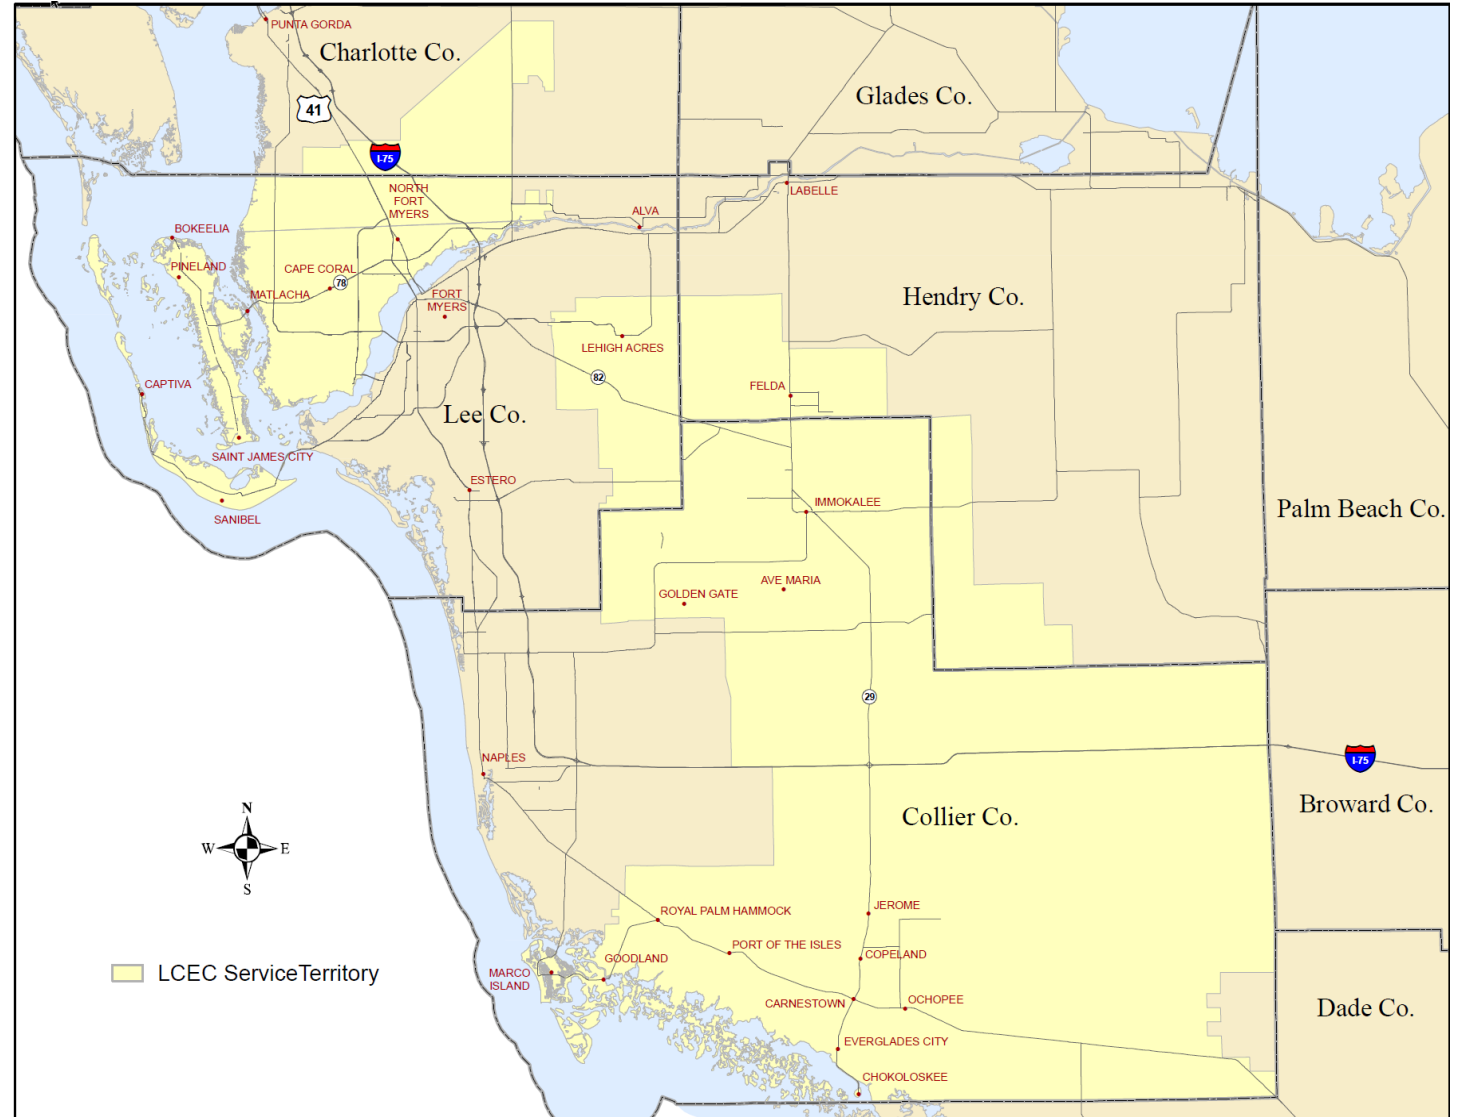 PUNTA GORDA
Charlotte Co.
41
I-75
Glades Co.
NORTH
FORT
MYERS
LABELLE
ALVA
BOKEELIA
PINELAND
CAPE CORAL
78
MATLACHA
FORT
MYERS
Hendry Co.
LEHIGH ACRES
82
CAPTIVA
FELDA
Lee Co.
SAINT JAMES CITY
ESTERO
SANIBEL
IMMOKALEE
Palm Beach Co.
AVE MARIA
GOLDEN GATE
29
NAPLES
I-75
Broward Co.
Collier Co.
N
W
E
S
JEROME
ROYAL PALM HAMMOCK
PORT OF THE ISLES
COPELAND
GOODLAND
MARCO
ISLAND
LCEC ServiceTerritory
CARNESTOWN
OCHOPEE
Dade Co.
EVERGLADES CITY
CHOKOLOSKEE